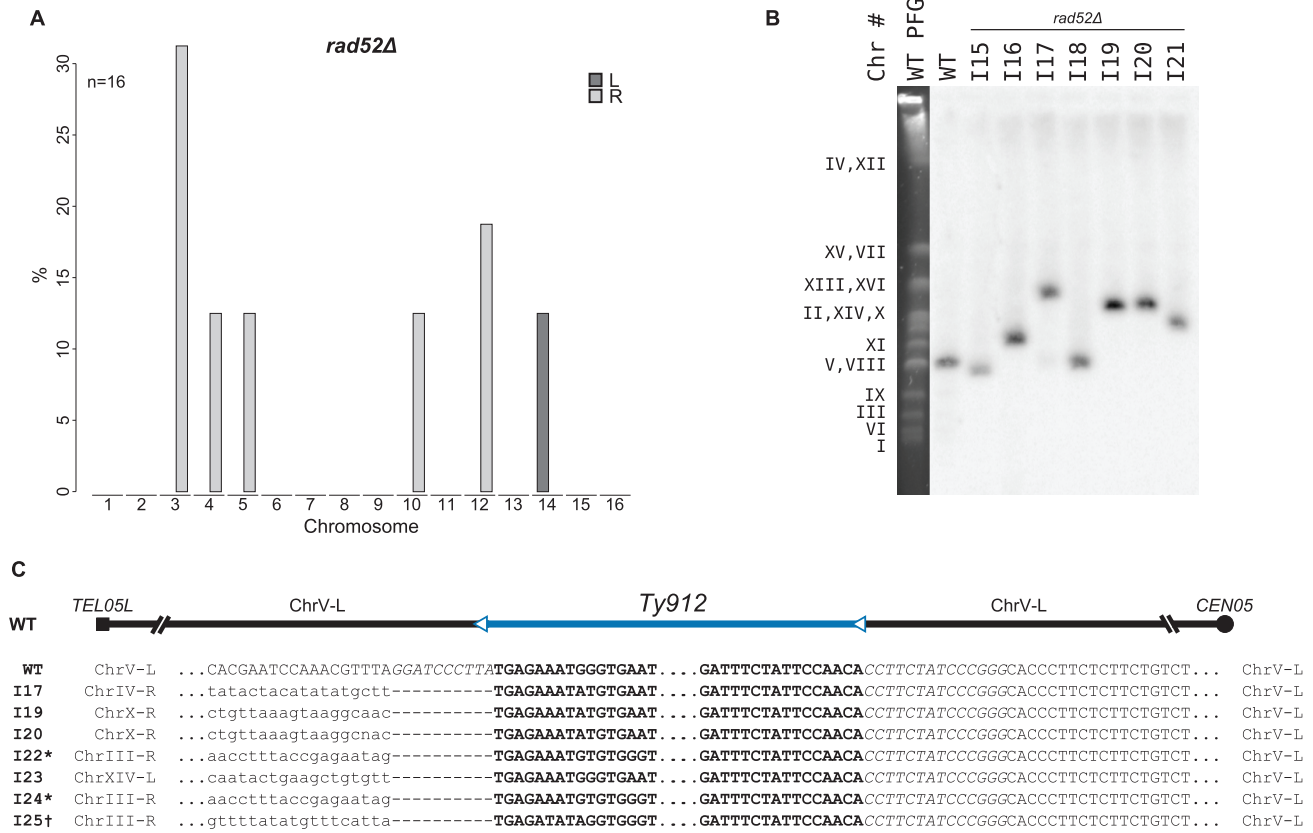 A
rad52Δ
n=16
L
R
%
30
25
20
15
10
5
0
1 2 3 4 5 6 7 8 9 10 11 12 13 14 15 16
Chromosome
B
rad52Δ
Chr # WT PFG WT I15 I16 I17 I18 I19 I20 I21
IV,XII
XV,VII
XIII,XVI
II,XIV,X
XI
V,VIII
IX
III
VI
I
C
TEL05L ChrV-L Ty912 ChrV-L CEN05
WT
WT ChrV-L ...CACGAATCCAAACGTTTAGGATCCCTTATGAGAAATGGGTGAAT....GATTTCTATTCCAACACCTTCTATCCCGGGCACCCTTCTCTTCTGTCT... ChrV-L
I17 ChrIV-R ...tatactacatatatgctt----------TGAGAAATATGTGAAT....GATTTCTATTCCAACACCTTCTATCCCGGGCACCCTTCTCTTCTGTCT... ChrV-L
I19 ChrX-R ...ctgttaaagtaaggcaac----------TGAGAAATATGTGAAT....GATTTCTATTCCAACACCTTCTATCCCGGGCACCCTTCTCTTCTGTCT... ChrV-L
I20 ChrX-R ...ctgttaaagtaaggcnac----------TGAGAAATATGTGAAT....GATTTCTATTCCAACACCTTCTATCCCGGGCACCCTTCTCTTCTGTCT... ChrV-L
I22* ChrIII-R ...aacctttaccgagaatag----------TGAGAAATGTGTGGGT....GATTTCTATTCCAACACCTTCTATCCCGGGCACCCTTCTCTTCTGTCT... ChrV-L
I23 ChrXIV-L ...caatactgaagctgtgtt----------TGAGAAATGGGTGAAT....GATTTCTATTCCAACACCTTCTATCCCGGGCACCCTTCTCTTCTGTCT... ChrV-L
I24* ChrIII-R ...aacctttaccgagaatag----------TGAGAAATGTGTGGGT....GATTTCTATTCCAACACCTTCTATCCCGGGCACCCTTCTCTTCTGTCT... ChrV-L
I25† ChrIII-R ...gttttatatgtttcatta----------TGAGATATAGGTGGGT....GATTTCTATTCCAACACCTTCTATCCCGGGCACCCTTCTCTTCTGTCT... ChrV-L